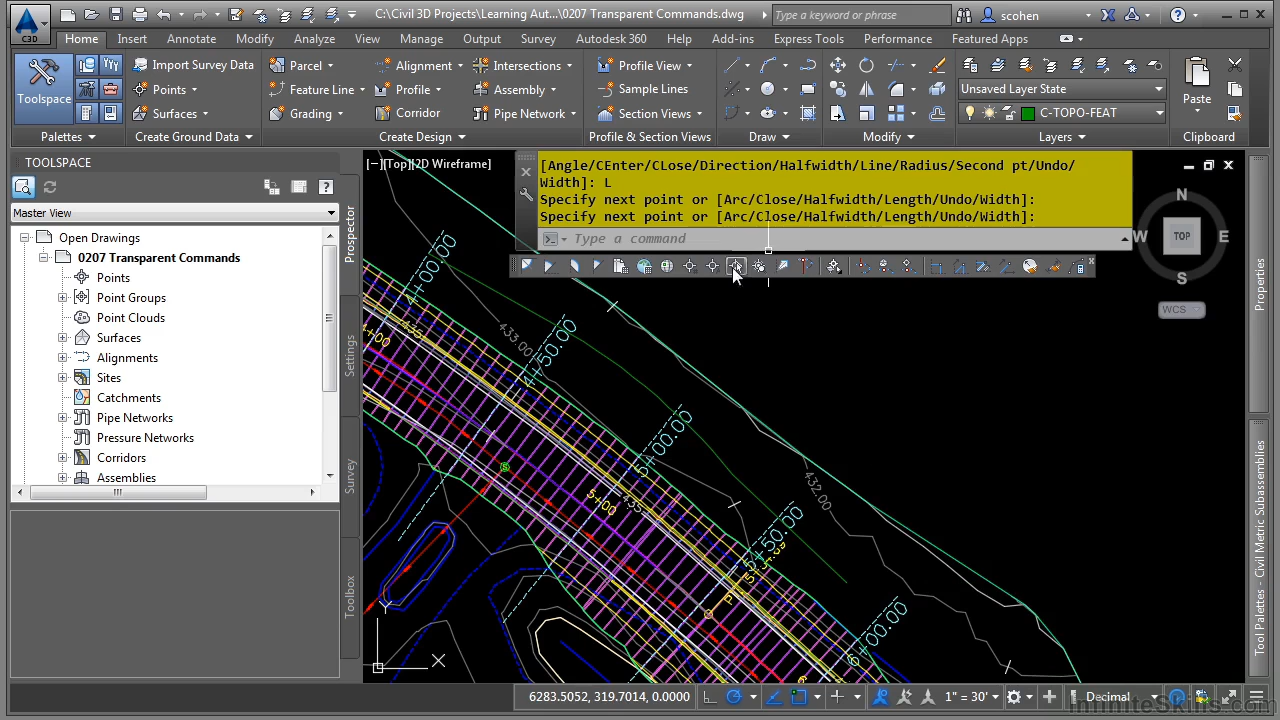 C:\Civil 3D Projects\Learning Aut...\0207 Transparent Commands.dwg
Type a keyword or phrase
scohen
C3D
Home Insert Annotate Modify Analyze View Manage Output Survey Autodesk 360 Help Add-ins Express Tools Performance Featured Apps
Toolspace
Import Survey Data
Points
Surfaces
Parcel
Feature Line
Grading
Alignment
Profile
Corridor
Intersections
Assembly
Pipe Network
Profile View
Sample Lines
Section Views
Unsaved Layer State
C-TOPO-FEAT
Paste
Palettes Create Ground Data Create Design Profile & Section Views Draw Modify Layers Clipboard
TOOLSPACE
Master View
Open Drawings
0207 Transparent Commands
Points
Point Groups
Point Clouds
Surfaces
Alignments
Sites
Catchments
Pipe Networks
Pressure Networks
Corridors
Assemblies
Prospector
Settings
Survey
Toolbox
[−][Top][2D Wireframe]
[Angle/CEnter/CLose/Direction/Halfwidth/Line/Radius/Second pt/Undo/
Width]: L
Specify next point or [Arc/Close/Halfwidth/Length/Undo/Width]:
Specify next point or [Arc/Close/Halfwidth/Length/Undo/Width]:
Type a command
N
W TOP E
S
WCS
Properties
Tool Palettes - Civil Metric Subassemblies
4+00.00
4+50.00
5+00.00
5+50.00
6+00.00
433.00
432.00
435
435
5+00
Y
X
6283.5052, 319.7014, 0.0000
1" = 30'
Decimal
InfiniteSkills.com